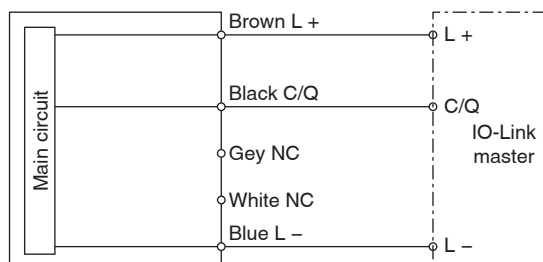 Brown L +
L +
Black C/Q
C/Q
Main circuit
IO-Link
master
Gey NC
White NC
Blue L −
L −